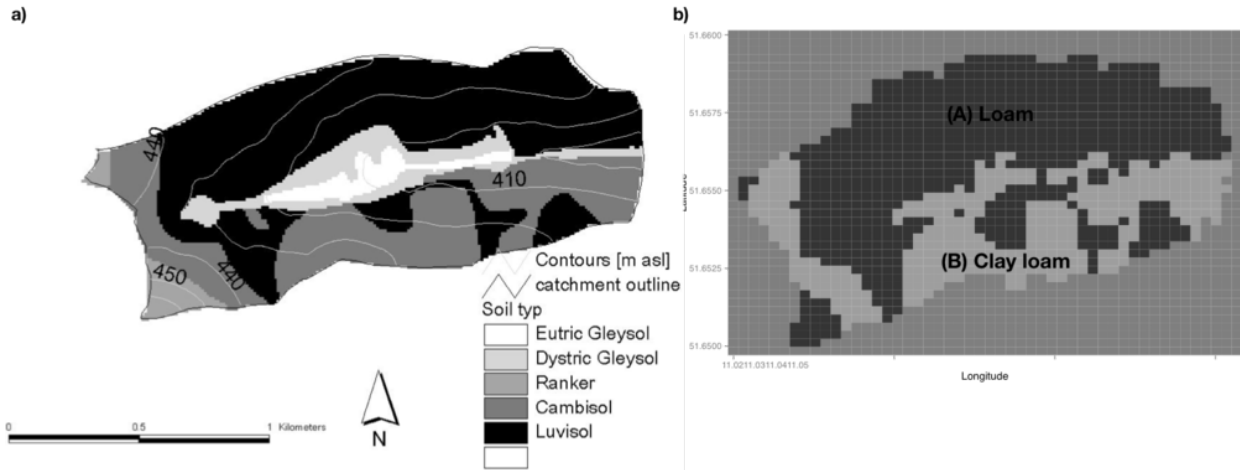 a)
440
410
450
440
Contours [m asl]
catchment outline
Soil typ
Eutric Gleysol
Dystric Gleysol
Ranker
Cambisol
Luvisol
0 0.5 1 Kilometers
N
b)
51.6600
51.6575
51.6550
51.6525
51.6500
(A) Loam
(B) Clay loam
11.0211.0311.0411.05
Longitude